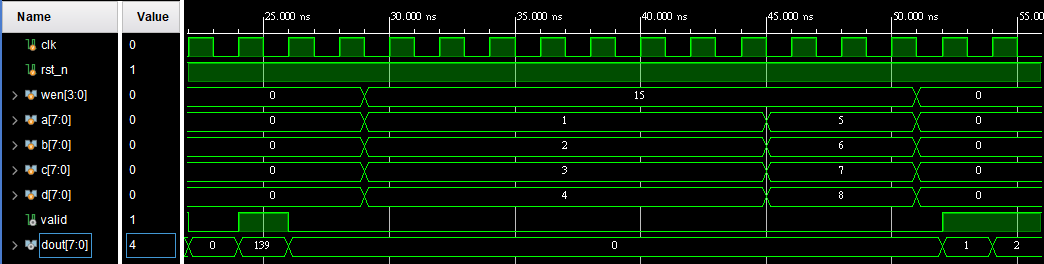 Name Value 25.000 ns 30.000 ns 35.000 ns 40.000 ns 45.000 ns 50.000 ns 55.00
clk 0
rst_n 1
wen[3:0] 0 0 15 0
a[7:0] 0 0 1 5 0
b[7:0] 0 0 2 6 0
c[7:0] 0 0 3 7 0
d[7:0] 0 0 4 8 0
valid 1
dout[7:0] 4 0 139 0 1 2